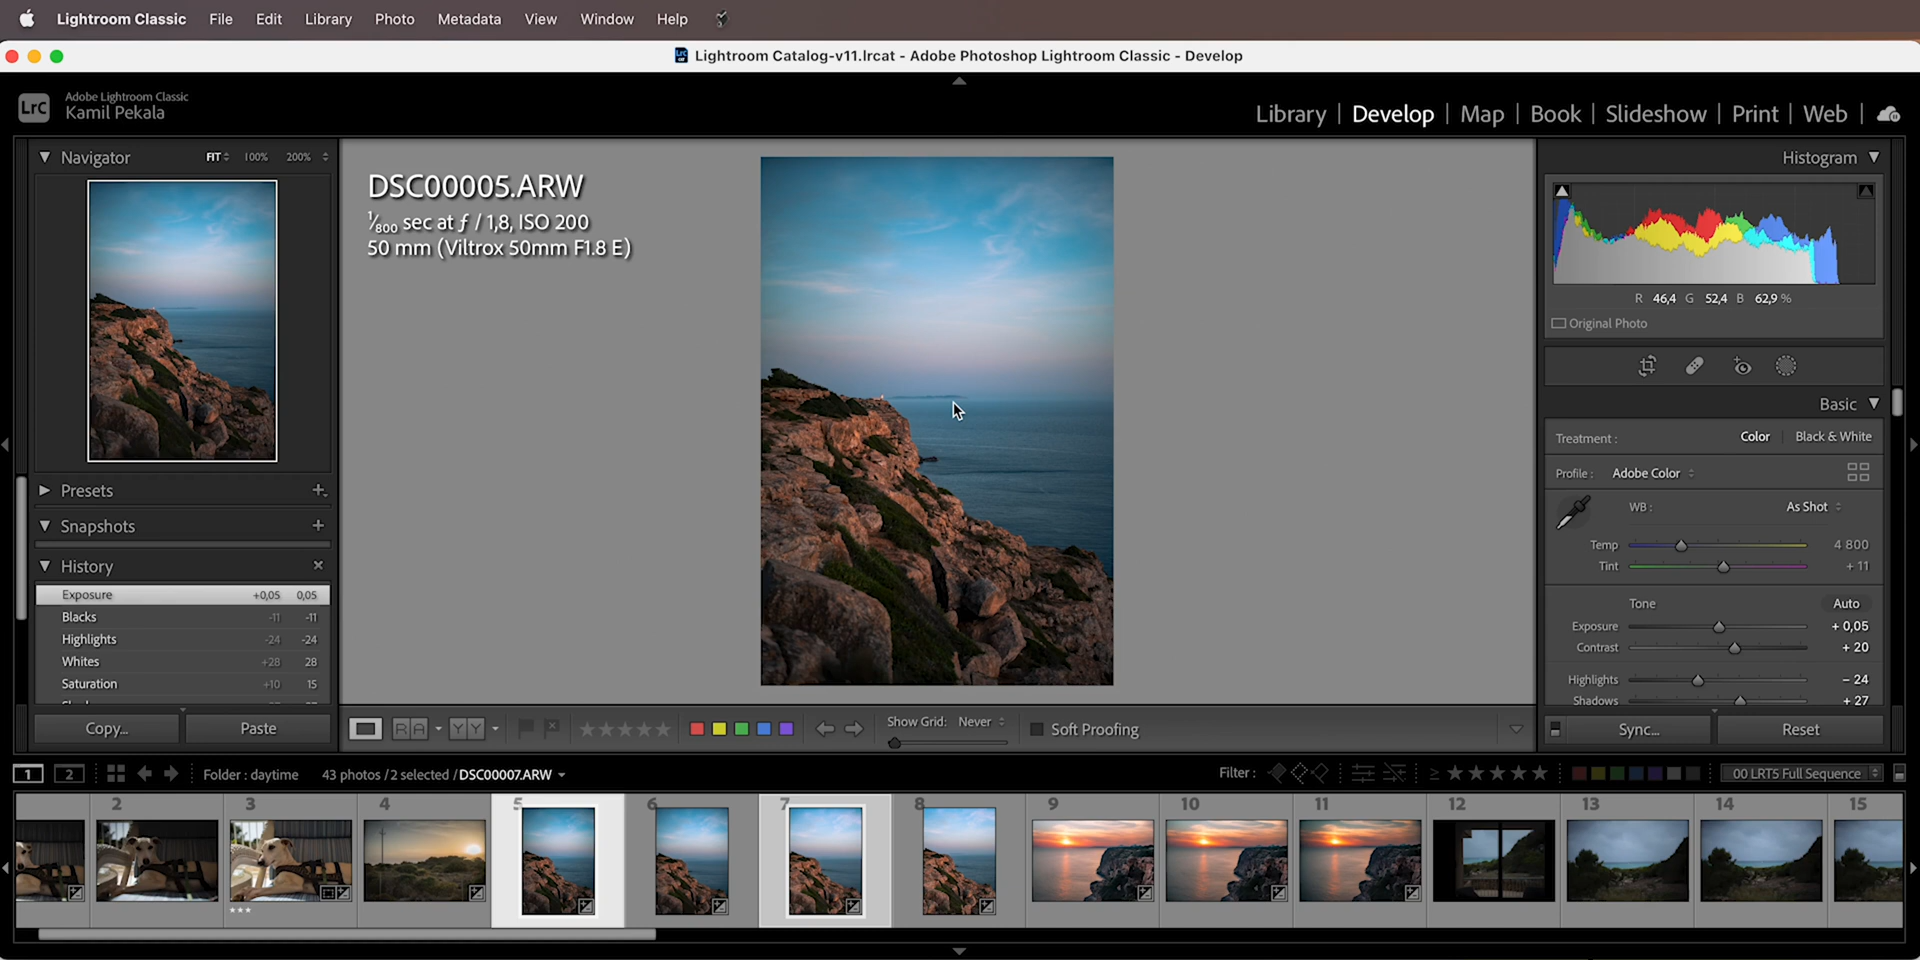 Lightroom Classic File Edit Library Photo Metadata View Window Help
Lightroom Catalog-v11.lrcat - Adobe Photoshop Lightroom Classic - Develop
LrC
Adobe Lightroom Classic
Kamil Pekala
Library | Develop | Map | Book | Slideshow | Print | Web
Navigator FIT 100% 200%
Presets
Snapshots
History
Exposure +0,05 0,05
Blacks -11 -11
Highlights -24 -24
Whites +28 28
Saturation +10 15
Copy... Paste
DSC00005.ARW
1/800 sec at ƒ / 1,8, ISO 200
50 mm (Viltrox 50mm F1.8 E)
Histogram
R 46,4 G 52,4 B 62,9 %
Original Photo
Basic
Treatment : Color Black & White
Profile : Adobe Color
WB : As Shot
Temp 4 800
Tint + 11
Tone Auto
Exposure + 0,05
Contrast + 20
Highlights − 24
Shadows + 27
Sync... Reset
RA YY Show Grid: Never Soft Proofing
1 2 Folder : daytime 43 photos / 2 selected / DSC00007.ARW Filter : ≥ 00 LRT5 Full Sequence
2 3 4 5 6 7 8 9 10 11 12 13 14 15